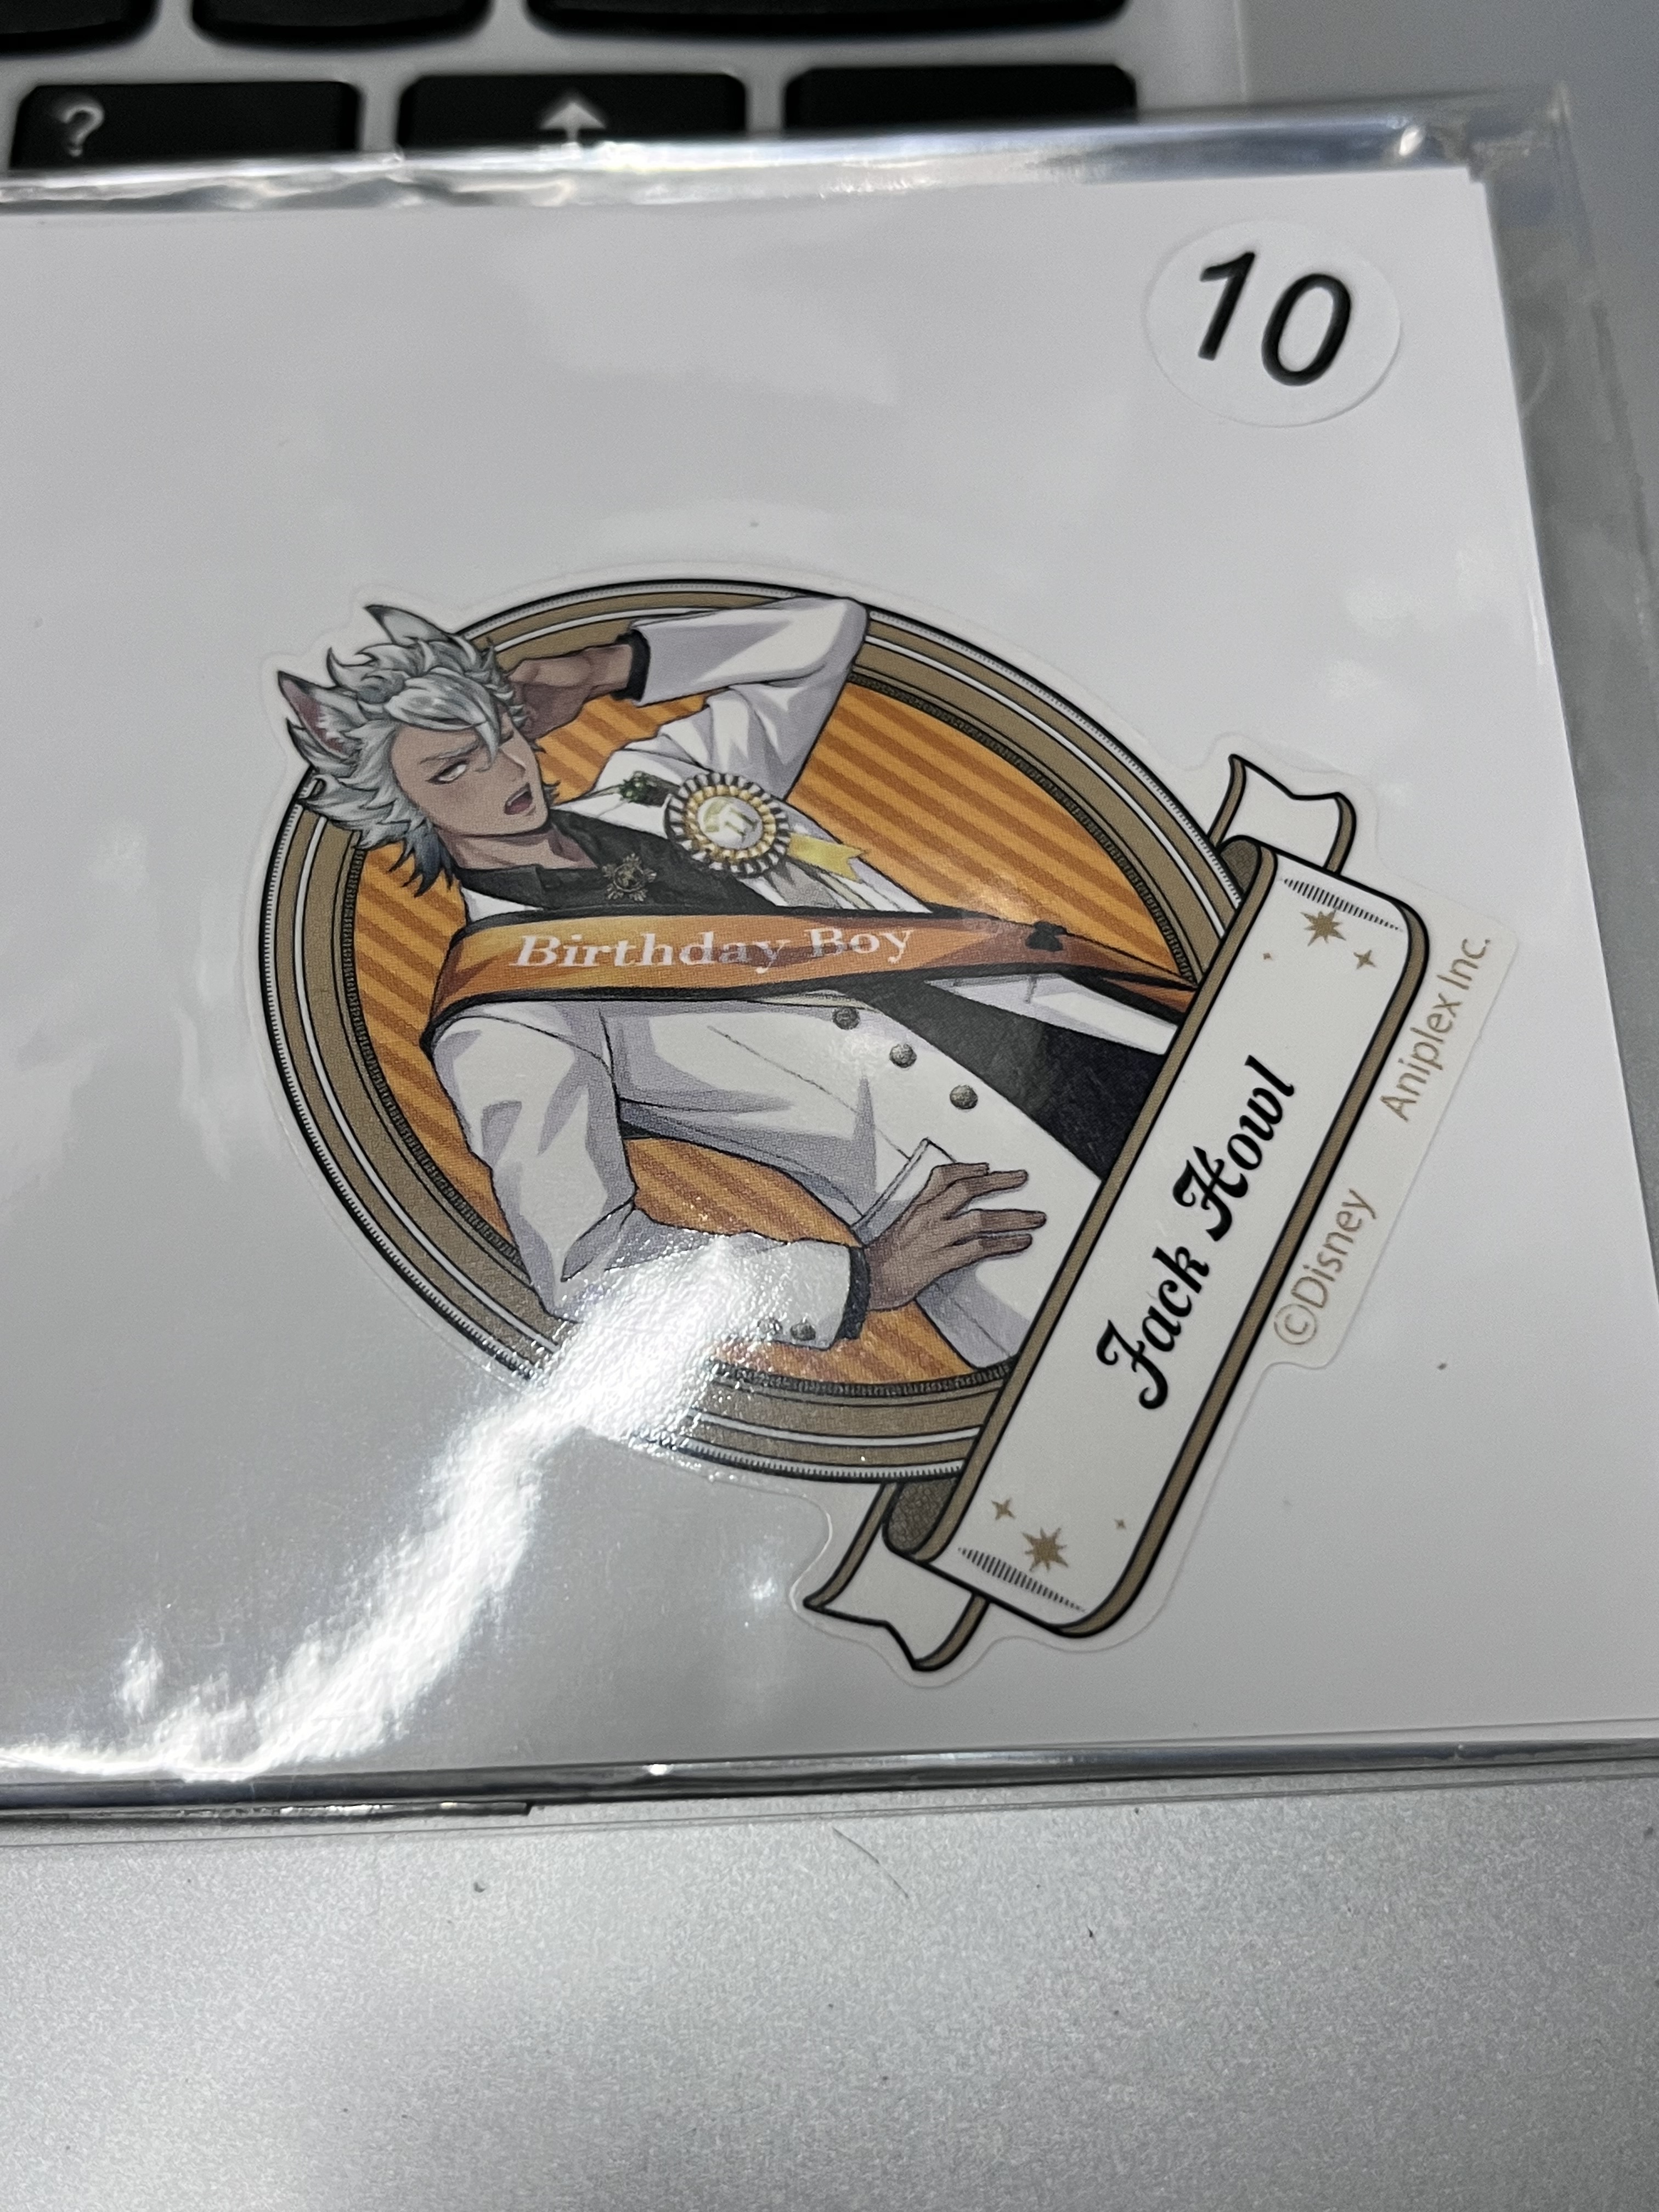 ?
10
Birthday Boy
Jack Howl
©Disney Aniplex Inc.